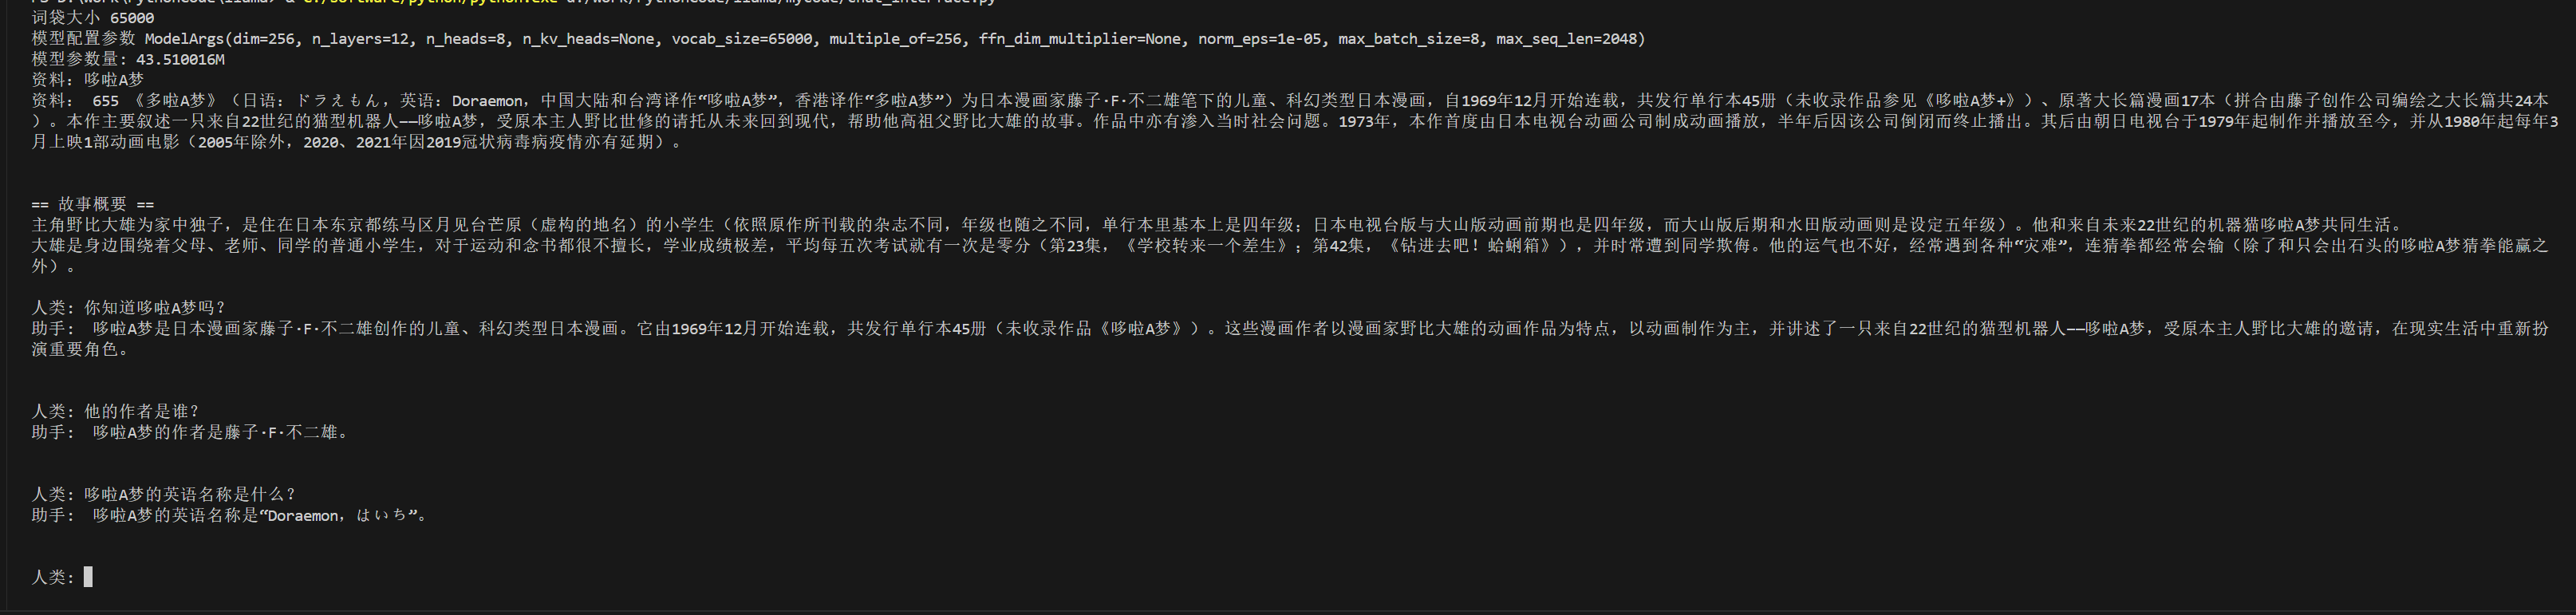 词袋大小 65000
模型配置参数 ModelArgs(dim=256, n_layers=12, n_heads=8, n_kv_heads=None, vocab_size=65000, multiple_of=256, ffn_dim_multiplier=None, norm_eps=1e-05, max_batch_size=8, max_seq_len=2048)
模型参数量: 43.510016M
资料: 哆啦A梦
资料: 655 《多啦A梦》（日语: ドラえもん, 英语: Doraemon, 中国大陆和台湾译作“哆啦A梦”, 香港译作“多啦A梦”）为日本漫画家藤子·F·不二雄笔下的儿童、科幻类型日本漫画, 自1969年12月开始连载, 共发行单行本45册（未收录作品参见《哆啦A梦+》）、原著大长篇漫画17本（拼合由藤子创作公司编绘之大长篇共24本
）。本作主要叙述一只来自22世纪的猫型机器人——哆啦A梦, 受原本主人野比世修的请托从未来回到现代, 帮助他高祖父野比大雄的故事。作品中亦有渗入当时社会问题。1973年, 本作首度由日本电视台动画公司制成动画播放, 半年后因该公司倒闭而终止播出。其后由朝日电视台于1979年起制作并播放至今, 并从1980年起每年3
月上映1部动画电影（2005年除外, 2020、2021年因2019冠状病毒病疫情亦有延期）。
== 故事概要 ==
主角野比大雄为家中独子, 是住在日本东京都练马区月见台芒原（虚构的地名）的小学生（依照原作所刊载的杂志不同, 年级也随之不同, 单行本里基本上是四年级; 日本电视台版与大山版动画前期也是四年级, 而大山版后期和水田版动画则是设定五年级）。他和来自未来22世纪的机器猫哆啦A梦共同生活。
大雄是身边围绕着父母、老师、同学的普通小学生, 对于运动和念书都很不擅长, 学业成绩极差, 平均每五次考试就有一次是零分（第23集, 《学校转来一个差生》; 第42集, 《钻进去吧! 蛤蜊箱》）, 并时常遭到同学欺侮。他的运气也不好, 经常遇到各种“灾难”, 连猜拳都经常会输（除了和只会出石头的哆啦A梦猜拳能赢之
外）。
人类: 你知道哆啦A梦吗?
助手: 哆啦A梦是日本漫画家藤子·F·不二雄创作的儿童、科幻类型日本漫画。它由1969年12月开始连载, 共发行单行本45册（未收录作品《哆啦A梦》）。这些漫画作者以漫画家野比大雄的动画作品为特点, 以动画制作为主, 并讲述了一只来自22世纪的猫型机器人——哆啦A梦, 受原本主人野比大雄的邀请, 在现实生活中重新扮
演重要角色。
人类: 他的作者是谁?
助手: 哆啦A梦的作者是藤子·F·不二雄。
人类: 哆啦A梦的英语名称是什么?
助手: 哆啦A梦的英语名称是“Doraemon, はいち”。
人类: